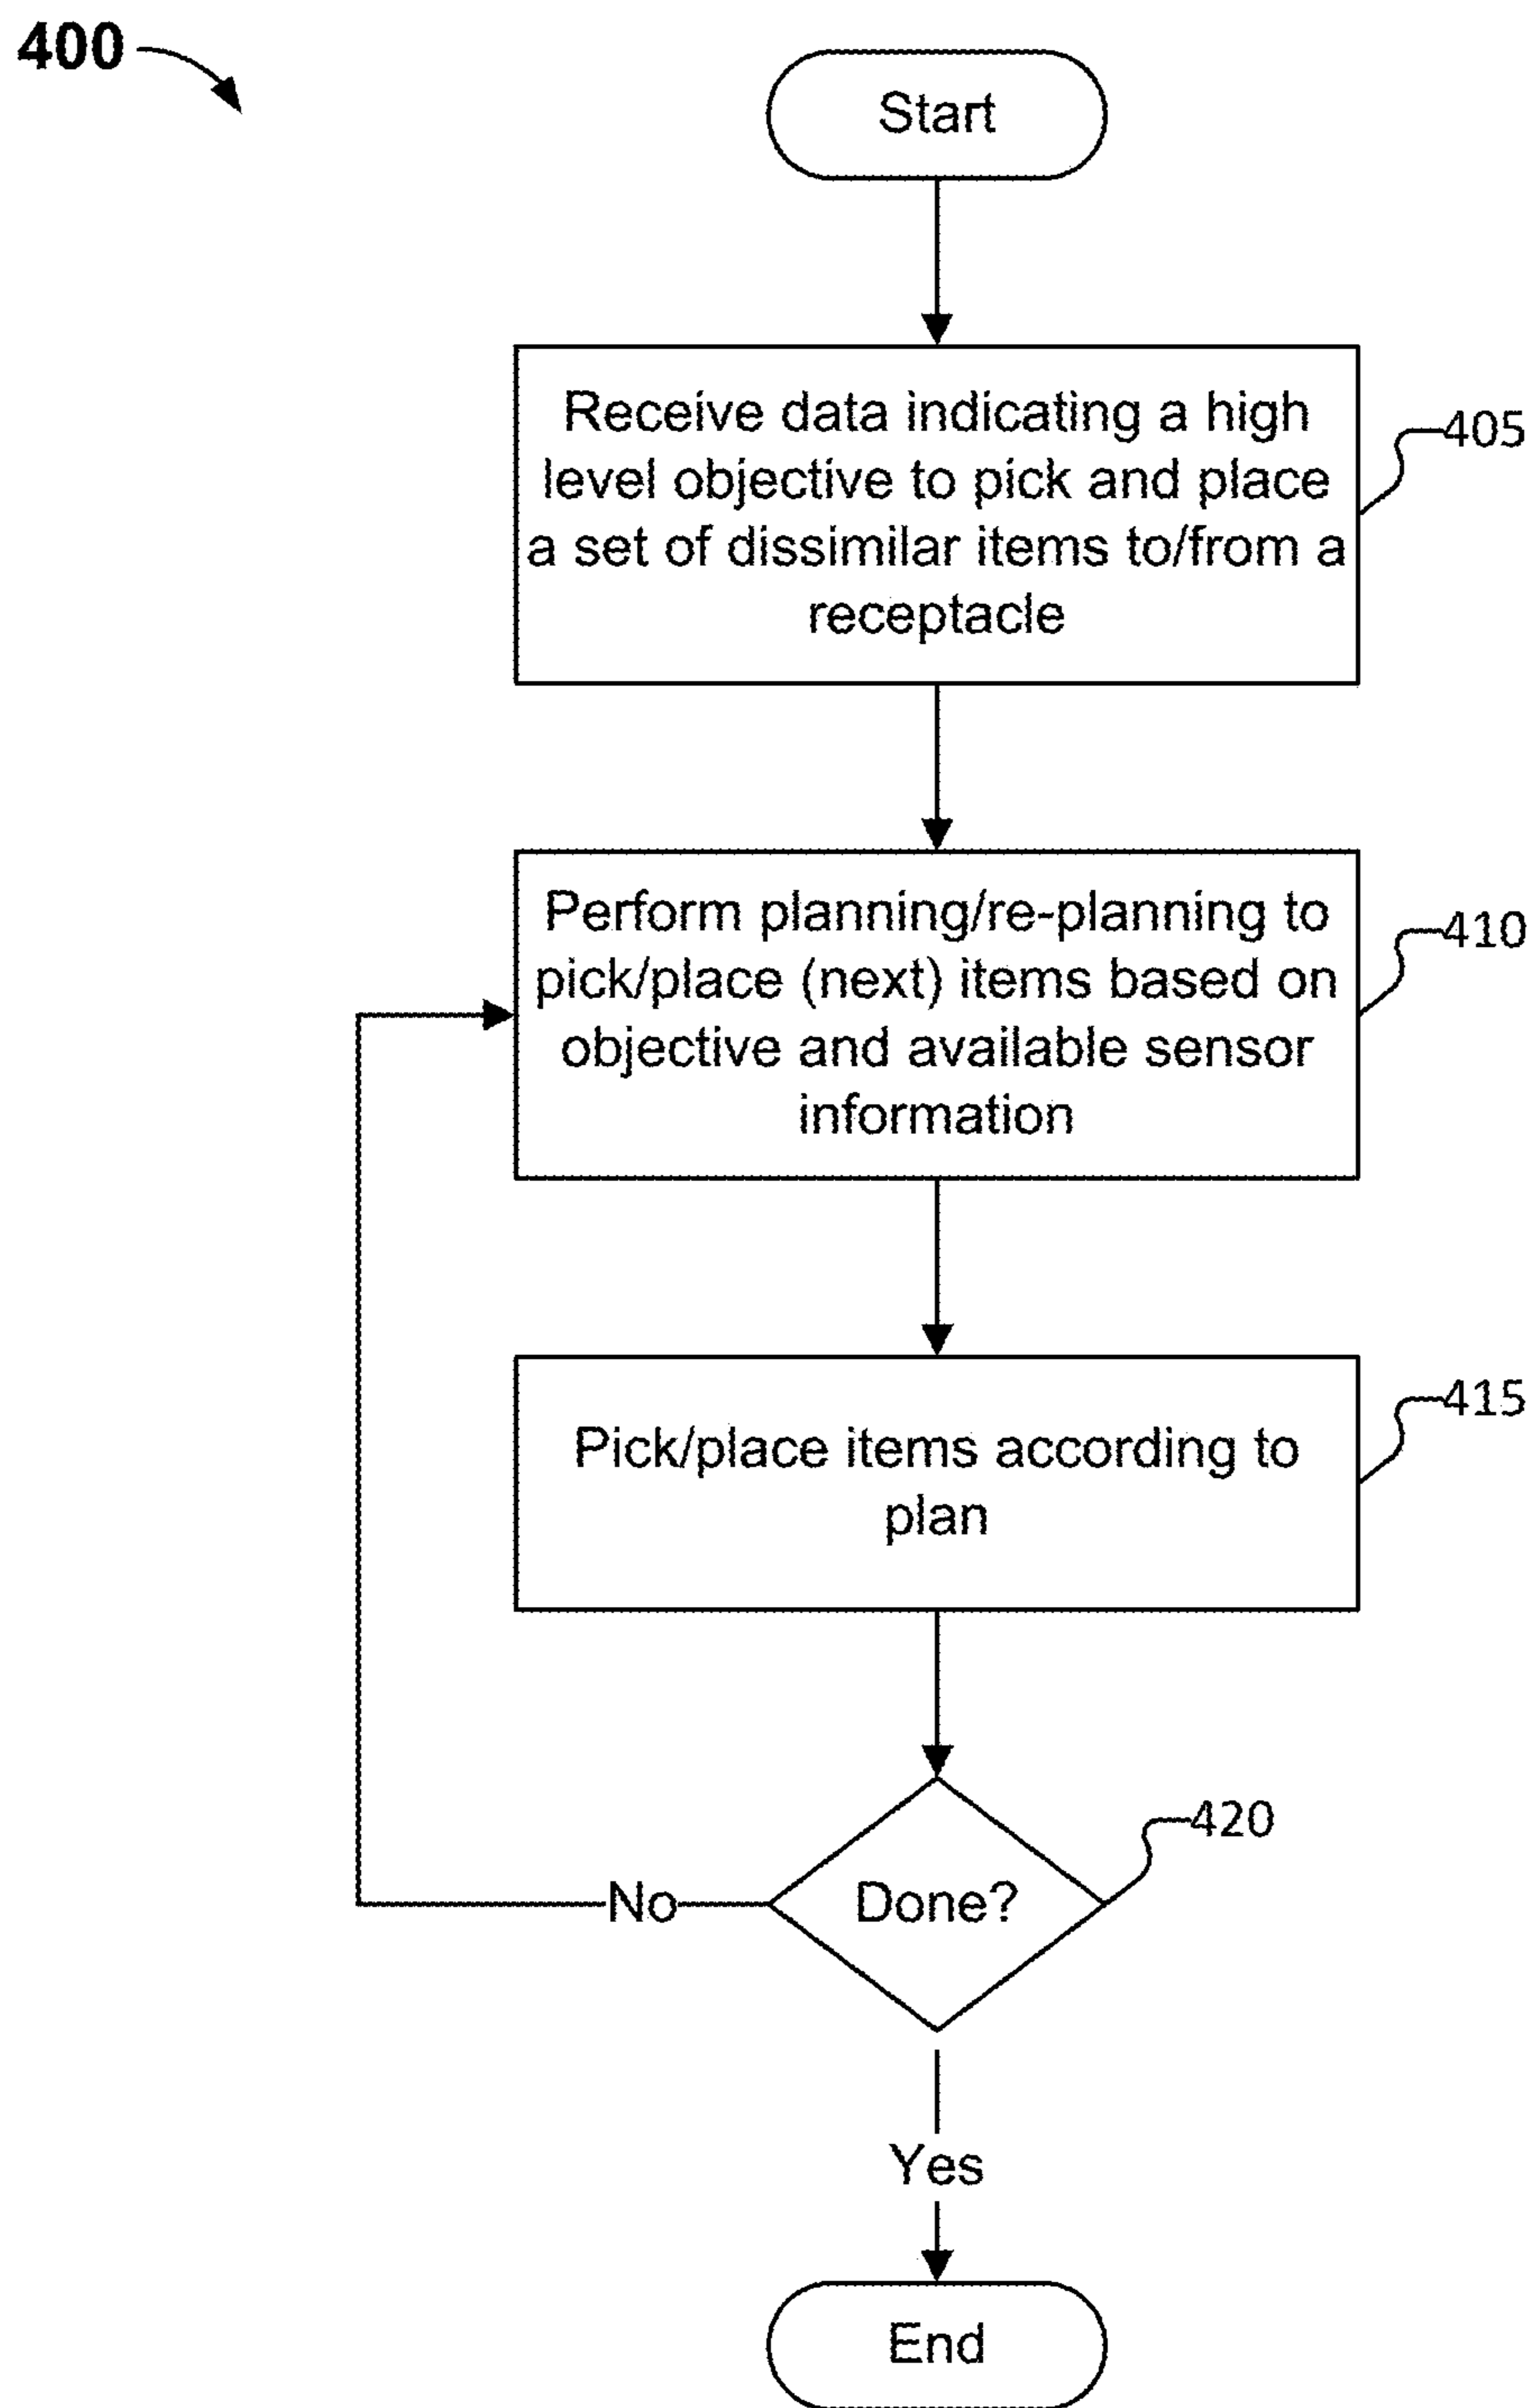 400
Start
Receive data indicating a high
level objective to pick and place
a set of dissimilar items to/from a
receptacle
405
Perform planning/re-planning to
pick/place (next) items based on
objective and available sensor
information
410
Pick/place items according to
plan
415
Done?
420
No
Yes
End